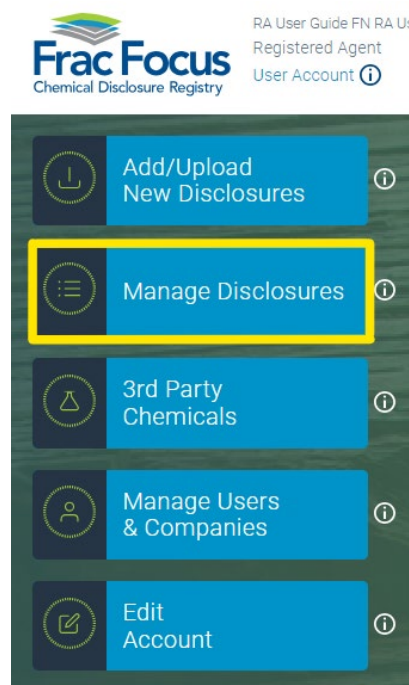 Frac Focus
Chemical Disclosure Registry
RA User Guide FN RA
Registered Agent
User Account
Add/Upload
New Disclosures
Manage Disclosures
3rd Party
Chemicals
Manage Users
& Companies
Edit
Account